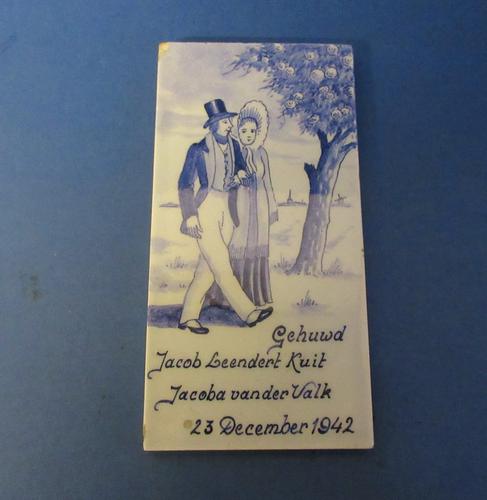 Gehuwd
Jacob Leendert Kuit
Jacoba van der Valk
23 December 1942